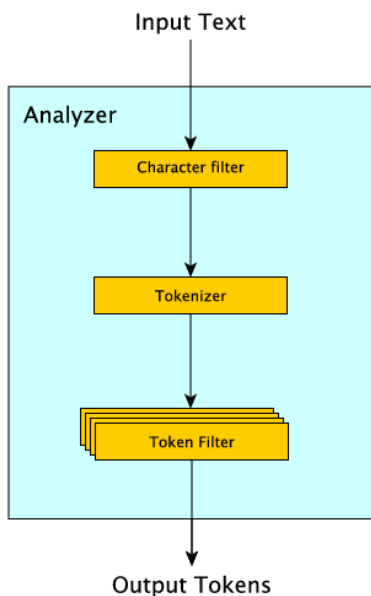 Input Text
Analyzer
Character filter
Tokenizer
Token Filter
Output Tokens